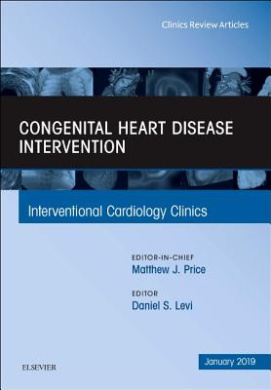 Clinics Review Articles
CONGENITAL HEART DISEASE
INTERVENTION
Interventional Cardiology Clinics
EDITOR-IN-CHIEF
Matthew J. Price
EDITOR
Daniel S. Levi
ELSEVIER
January 2019